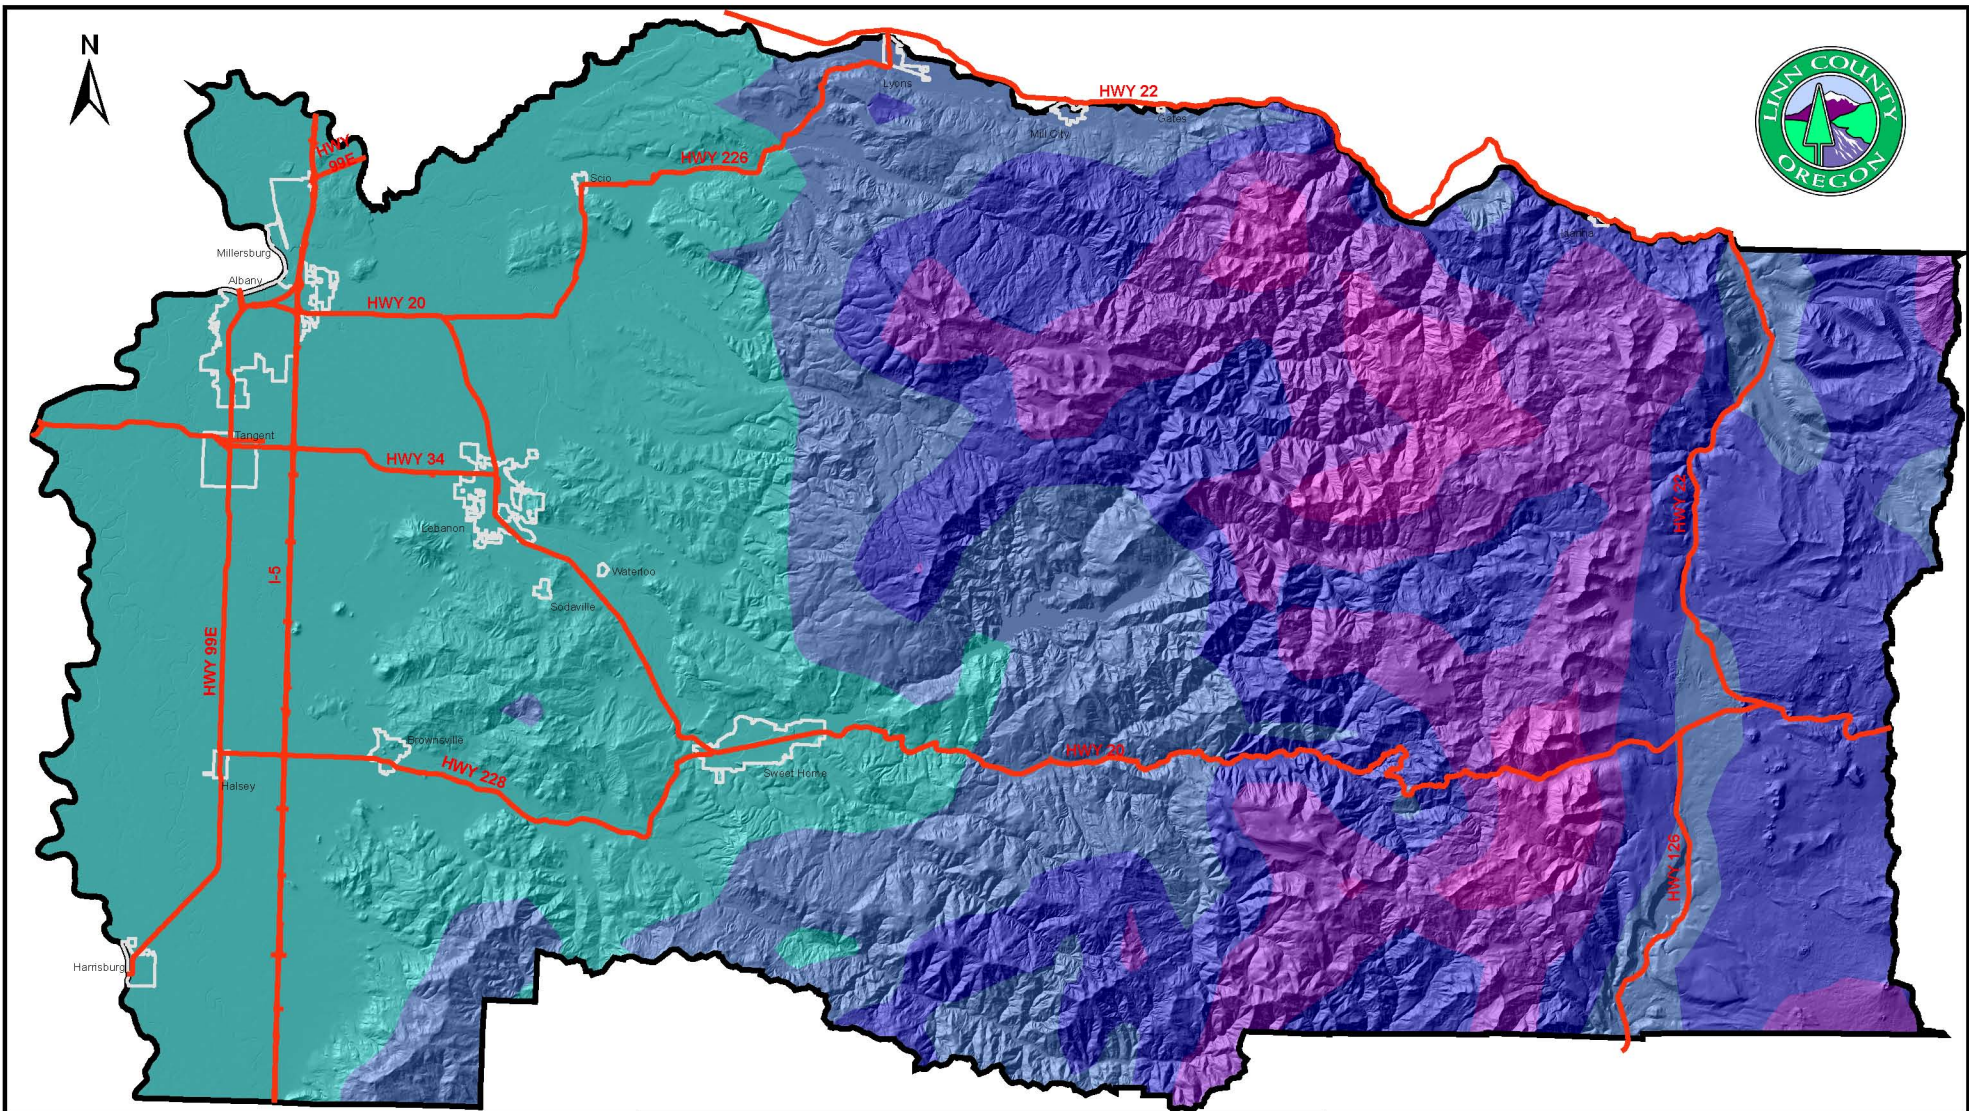 N
LINN COUNTY
OREGON
HWY 22
Lyons
Mill City
Gates
HWY
99E
HWY 226
Scio
Millersburg
Albany
HWY 20
Tangent
HWY 34
Lebanon
HWY 22
I-5
Waterloo
Sodaville
HWY 99E
Brownsville
HWY 228
Halsey
Sweet Home
HWY 20
HWY 126
Harrisburg